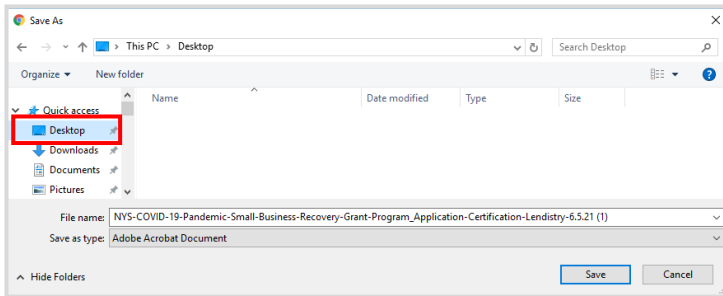 Save As
This PC > Desktop
Search Desktop
Organize
New folder
Name
Date modified
Type
Size
Quick access
Desktop
Downloads
Documents
Pictures
File name: NYS-COVID-19-Pandemic-Small-Business-Recovery-Grant-Program_Application-Certification-Lendistry-6.5.21 (1)
Save as type: Adobe Acrobat Document
Hide Folders
Save
Cancel